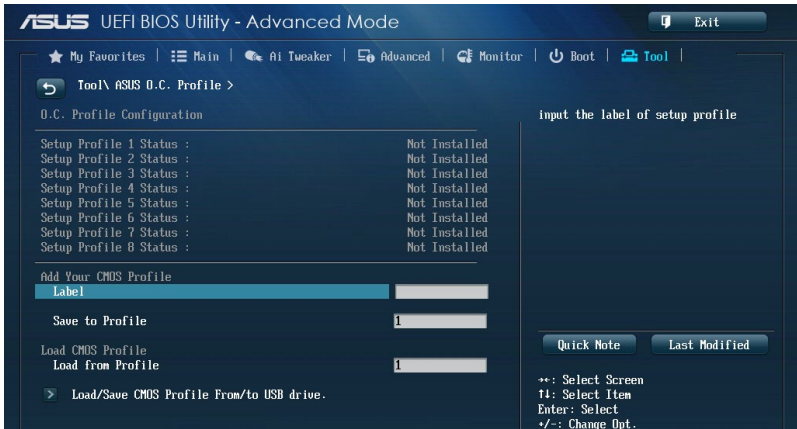 ASUS UEFI BIOS Utility - Advanced Mode
Exit
My Favorites | Main | Ai Tweaker | Advanced | Monitor | Boot | Tool |
Tool\ ASUS O.C. Profile >
O.C. Profile Configuration
input the label of setup profile
Setup Profile 1 Status : Not Installed
Setup Profile 2 Status : Not Installed
Setup Profile 3 Status : Not Installed
Setup Profile 4 Status : Not Installed
Setup Profile 5 Status : Not Installed
Setup Profile 6 Status : Not Installed
Setup Profile 7 Status : Not Installed
Setup Profile 8 Status : Not Installed
Add Your CMOS Profile
Label
Save to Profile 1
Load CMOS Profile
Load from Profile 1
> Load/Save CMOS Profile From/to USB drive.
Quick Note
Last Modified
→←: Select Screen
↑↓: Select Item
Enter: Select
+/-: Change Opt.